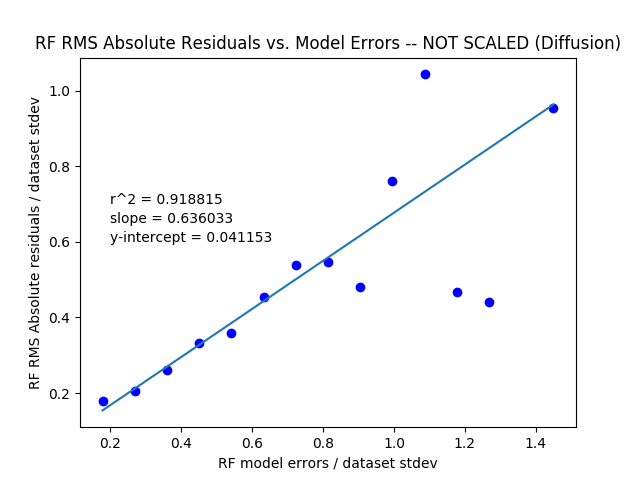 RF RMS Absolute Residuals vs. Model Errors -- NOT SCALED (Diffusion)
RF RMS Absolute residuals / dataset stdev
1.0
0.8
0.6
0.4
0.2
r^2 = 0.918815
slope = 0.636033
y-intercept = 0.041153
0.2 0.4 0.6 0.8 1.0 1.2 1.4
RF model errors / dataset stdev